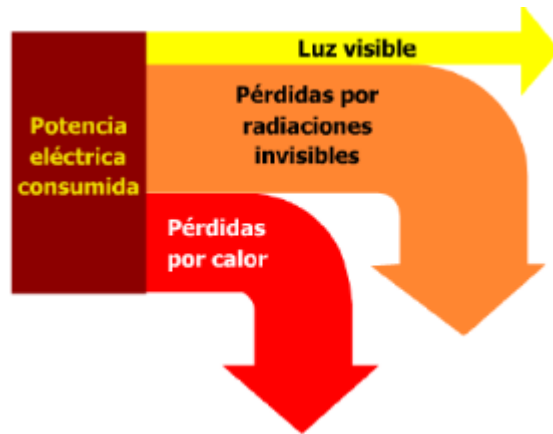 Luz visible
Pérdidas por
radiaciones
invisibles
Potencia
eléctrica
consumida
Pérdidas
por calor